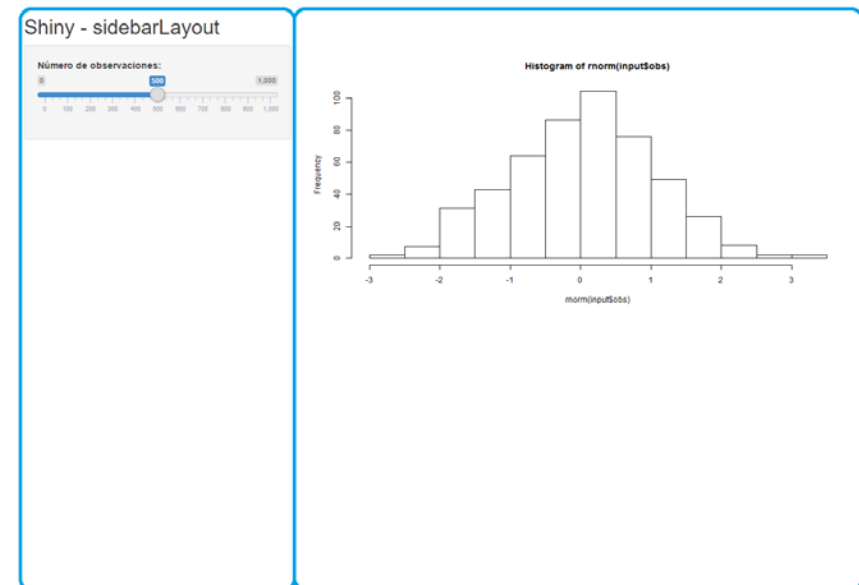 Shiny - sidebarLayout
Número de observaciones:
0 500 1,000
0 100 200 300 400 500 600 700 800 900 1,000
Histogram of rnorm(input$obs)
Frequency
0 20 40 60 80 100
-3 -2 -1 0 1 2 3
rnorm(input$obs)